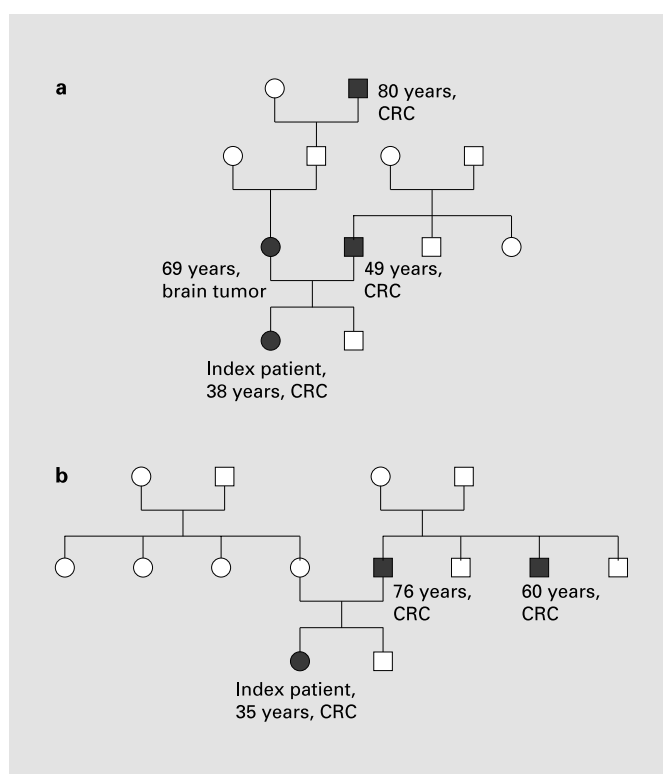 a
80 years,
CRC
69 years,
brain tumor
49 years,
CRC
Index patient,
38 years, CRC
b
76 years,
CRC
60 years,
CRC
Index patient,
35 years, CRC